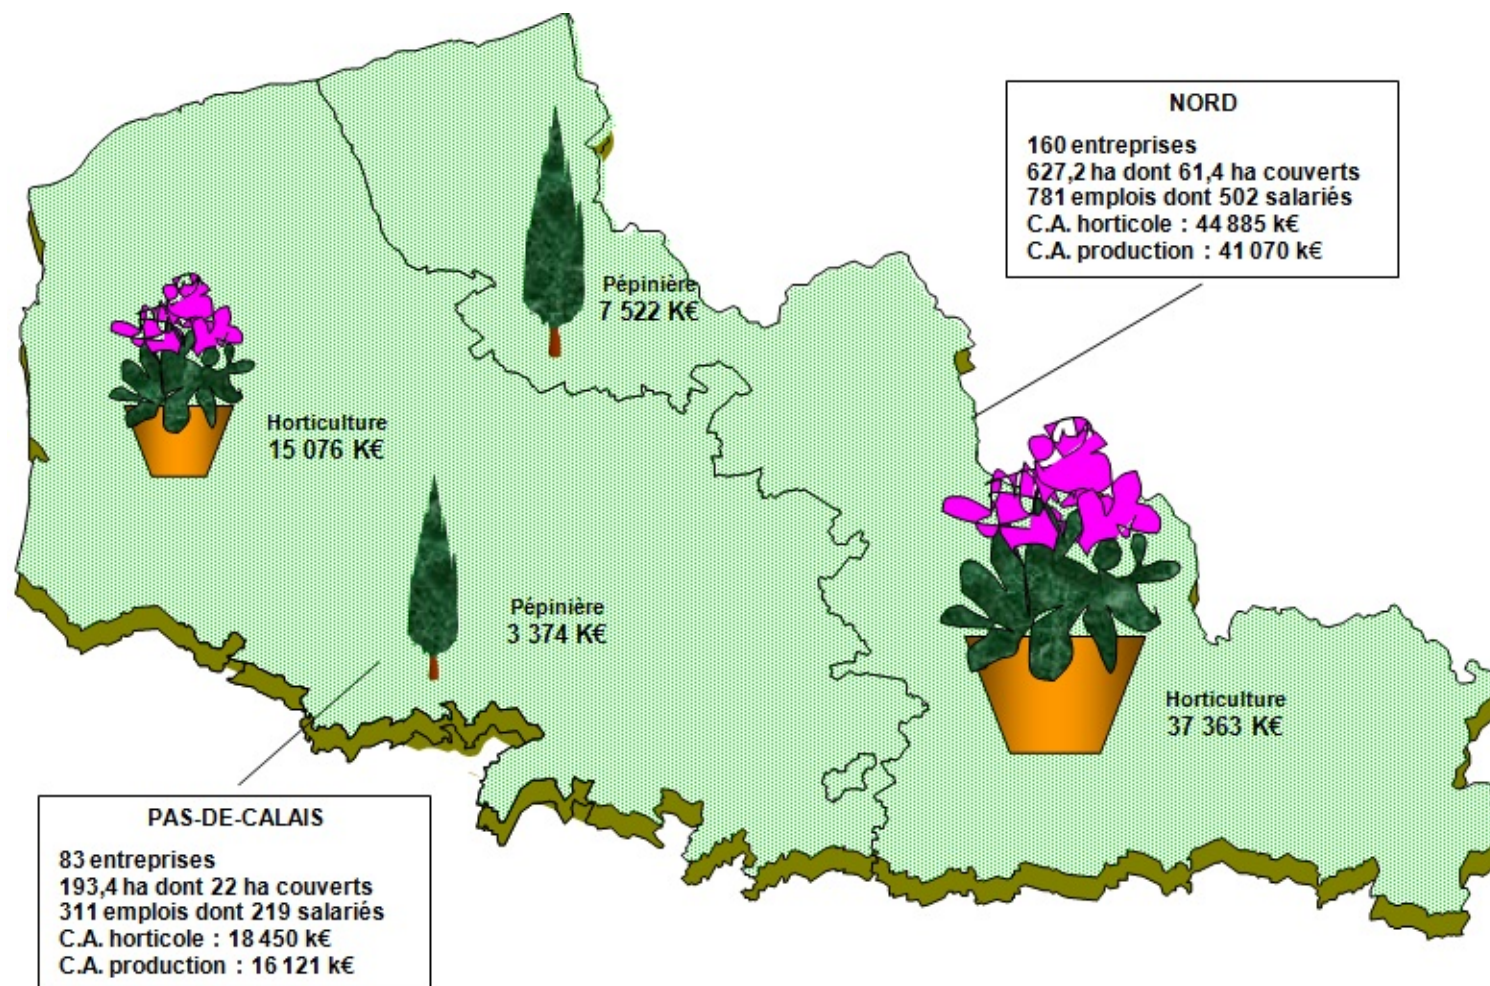 NORD
160 entreprises
627,2 ha dont 61,4 ha couverts
781 emplois dont 502 salariés
C.A. horticole : 44 885 k€
C.A. production : 41 070 k€
Pépinière
7 522 K€
Horticulture
15 076 K€
Pépinière
3 374 K€
Horticulture
37 363 K€
PAS-DE-CALAIS
83 entreprises
193,4 ha dont 22 ha couverts
311 emplois dont 219 salariés
C.A. horticole : 18 450 k€
C.A. production : 16 121 k€